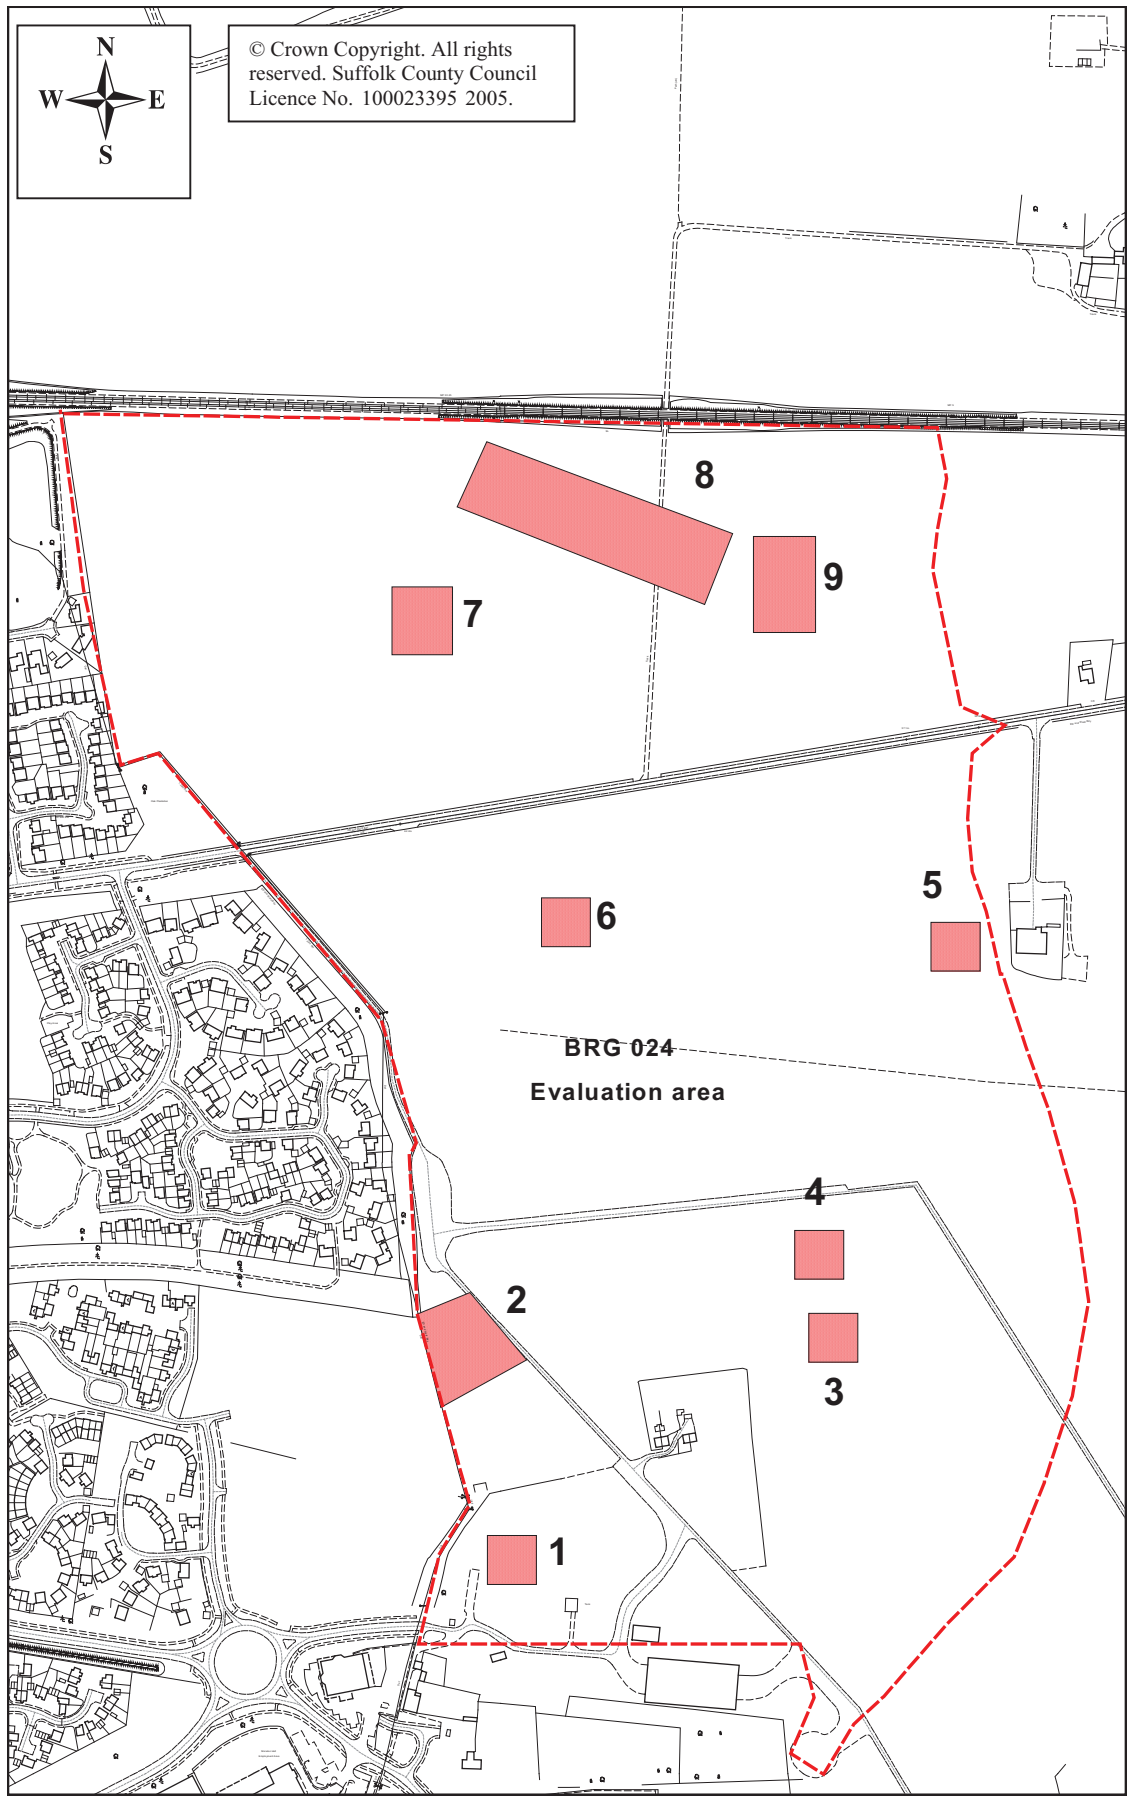 N
W E
S
© Crown Copyright. All rights
reserved. Suffolk County Council
Licence No. 100023395 2005.
8
9
7
5
6
BRG 024
Evaluation area
4
2
3
1